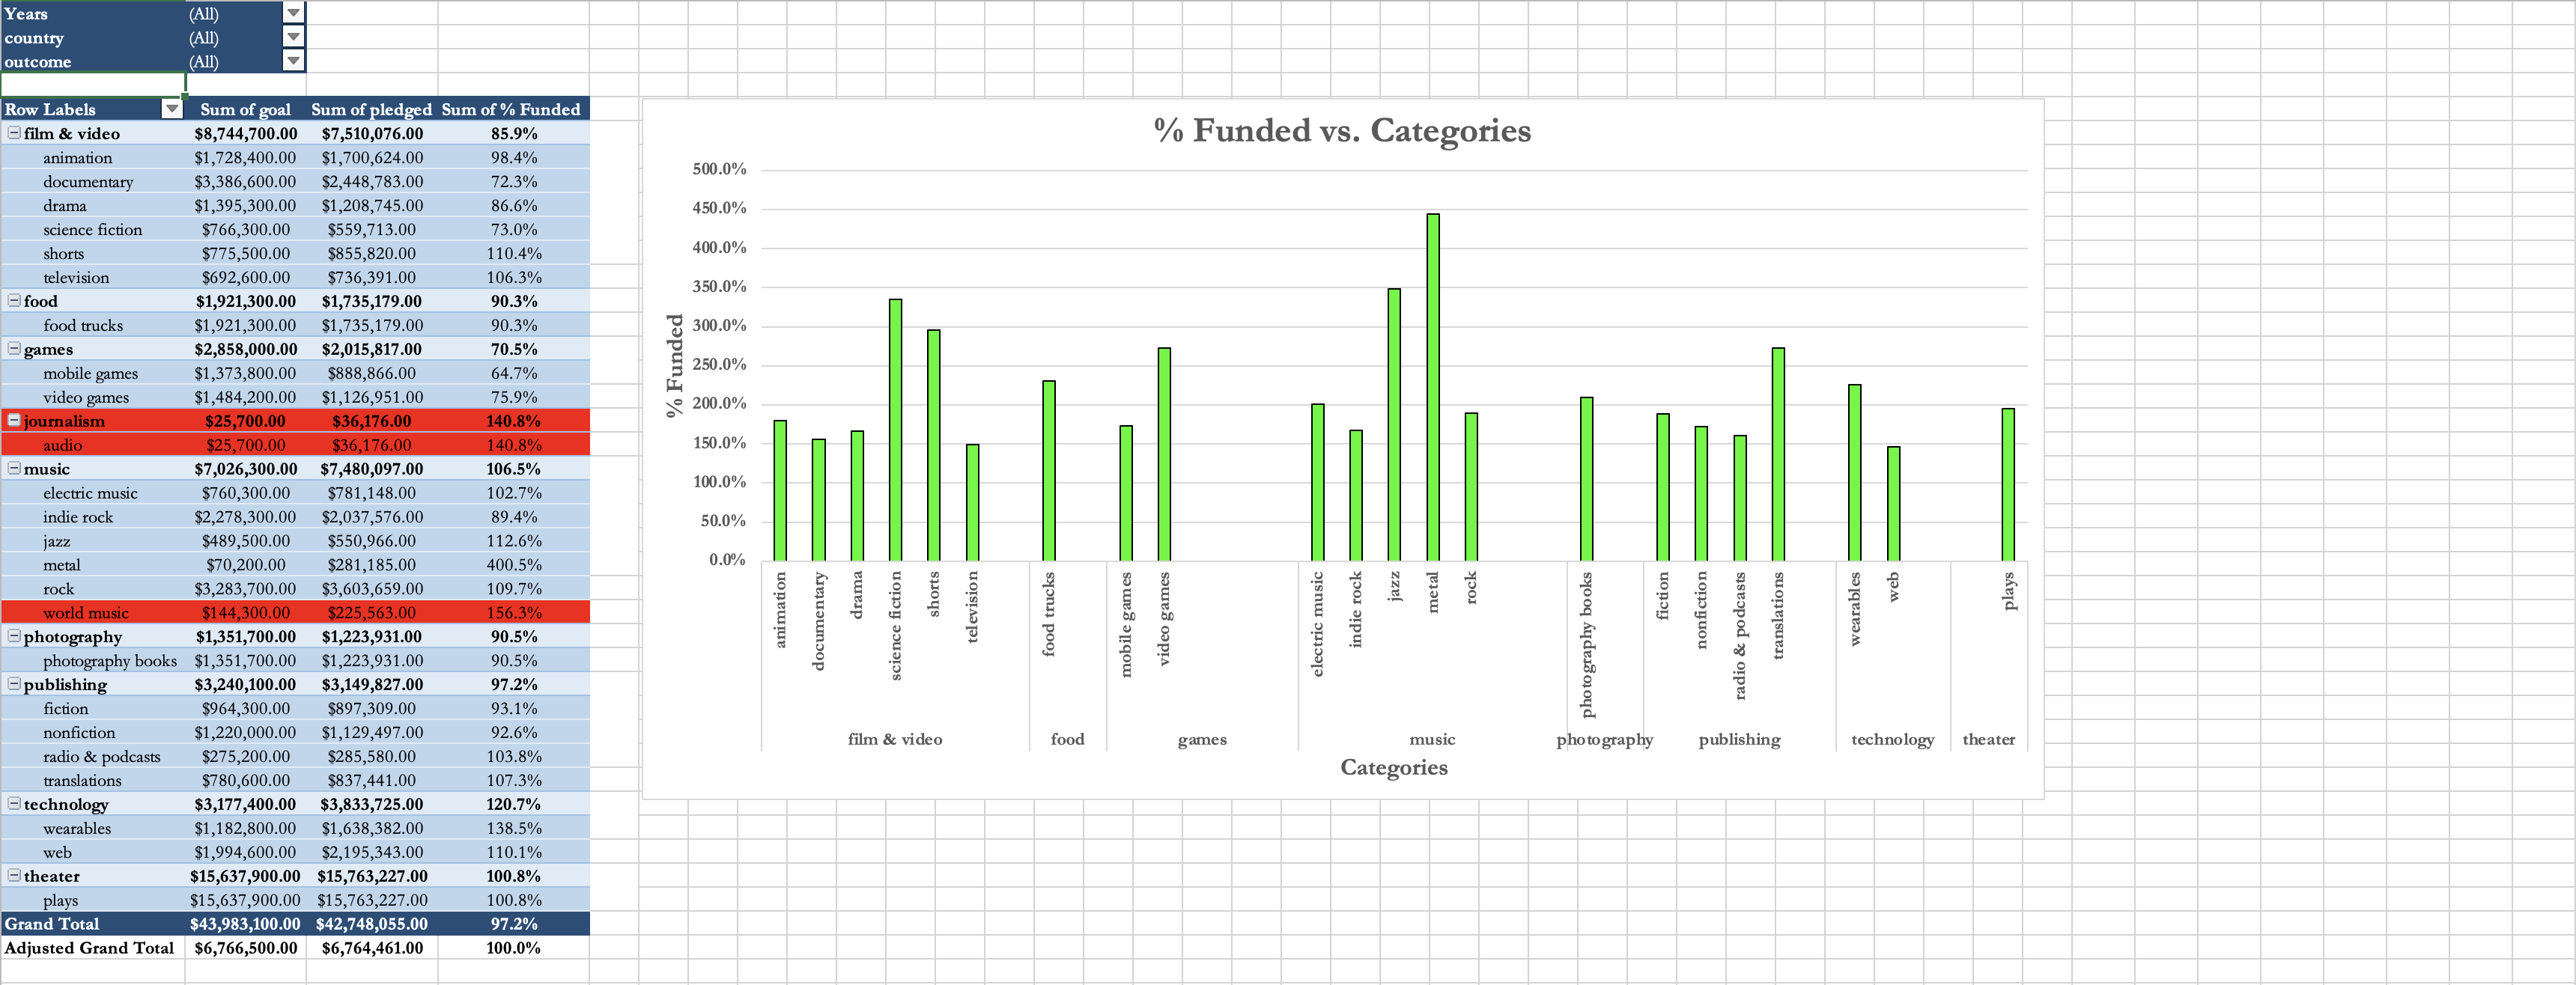 Years (All)
country (All)
outcome (All)
Row Labels Sum of goal Sum of pledged Sum of % Funded
film & video $8,744,700.00 $7,510,076.00 85.9%
animation $1,728,400.00 $1,700,624.00 98.4%
documentary $3,386,600.00 $2,448,783.00 72.3%
drama $1,395,300.00 $1,208,745.00 86.6%
science fiction $766,300.00 $559,713.00 73.0%
shorts $775,500.00 $855,820.00 110.4%
television $692,600.00 $736,391.00 106.3%
food $1,921,300.00 $1,735,179.00 90.3%
food trucks $1,921,300.00 $1,735,179.00 90.3%
games $2,858,000.00 $2,015,817.00 70.5%
mobile games $1,373,800.00 $888,866.00 64.7%
video games $1,484,200.00 $1,126,951.00 75.9%
journalism $25,700.00 $36,176.00 140.8%
audio $25,700.00 $36,176.00 140.8%
music $7,026,300.00 $7,480,097.00 106.5%
electric music $760,300.00 $781,148.00 102.7%
indie rock $2,278,300.00 $2,037,576.00 89.4%
jazz $489,500.00 $550,966.00 112.6%
metal $70,200.00 $281,185.00 400.5%
rock $3,283,700.00 $3,603,659.00 109.7%
world music $144,300.00 $225,563.00 156.3%
photography $1,351,700.00 $1,223,931.00 90.5%
photography books $1,351,700.00 $1,223,931.00 90.5%
publishing $3,240,100.00 $3,149,827.00 97.2%
fiction $964,300.00 $897,309.00 93.1%
nonfiction $1,220,000.00 $1,129,497.00 92.6%
radio & podcasts $275,200.00 $285,580.00 103.8%
translations $780,600.00 $837,441.00 107.3%
technology $3,177,400.00 $3,833,725.00 120.7%
wearables $1,182,800.00 $1,638,382.00 138.5%
web $1,994,600.00 $2,195,343.00 110.1%
theater $15,637,900.00 $15,763,227.00 100.8%
plays $15,637,900.00 $15,763,227.00 100.8%
Grand Total $43,983,100.00 $42,748,055.00 97.2%
Adjusted Grand Total $6,766,500.00 $6,764,461.00 100.0%
% Funded vs. Categories
% Funded
500.0%
450.0%
400.0%
350.0%
300.0%
250.0%
200.0%
150.0%
100.0%
50.0%
0.0%
animation
documentary
drama
science fiction
shorts
television
food trucks
mobile games
video games
electric music
indie rock
jazz
metal
rock
photography books
fiction
nonfiction
radio & podcasts
translations
wearables
web
plays
film & video food games music photography publishing technology theater
Categories